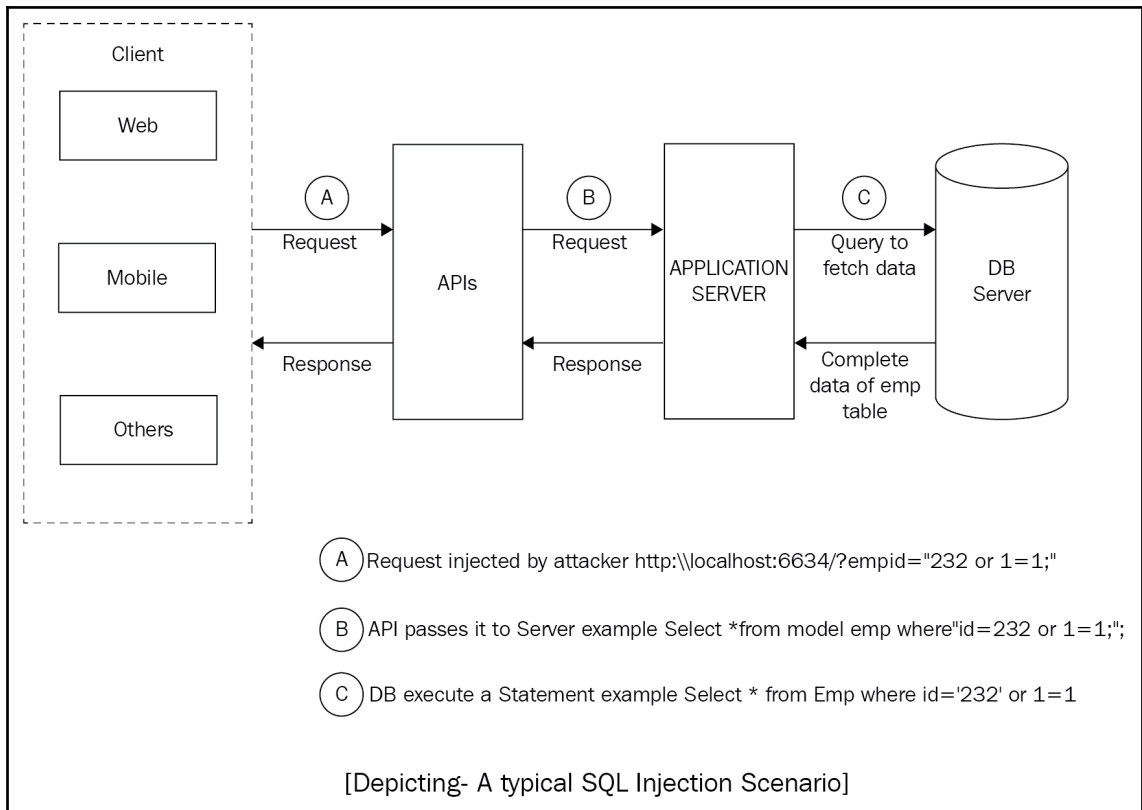 Client
Web
Mobile
Others
A
Request
Response
APIs
B
Request
Response
APPLICATION
SERVER
C
Query to
fetch data
Complete
data of emp
table
DB
Server
A Request injected by attacker http:\\localhost:6634/?empid="232 or 1=1;"
B API passes it to Server example Select *from model emp where"id=232 or 1=1;";
C DB execute a Statement example Select * from Emp where id='232' or 1=1
[Depicting- A typical SQL Injection Scenario]